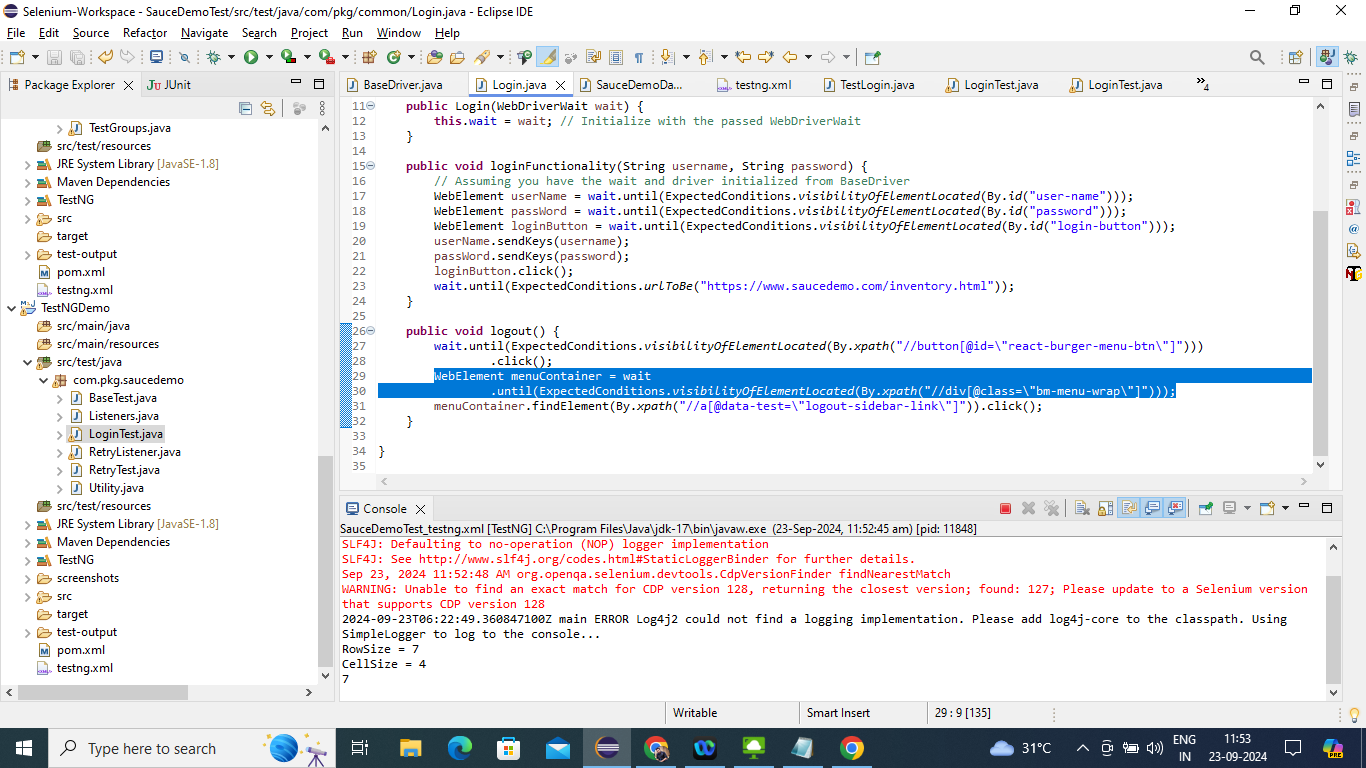 Selenium-Workspace - SauceDemoTest/src/test/java/com/pkg/common/Login.java - Eclipse IDE
File Edit Source Refactor Navigate Search Project Run Window Help
Package Explorer JUnit
TestGroups.java
src/test/resources
JRE System Library [JavaSE-1.8]
Maven Dependencies
TestNG
src
target
test-output
pom.xml
testng.xml
TestNGDemo
src/main/java
src/main/resources
src/test/java
com.pkg.saucedemo
BaseTest.java
Listeners.java
LoginTest.java
RetryListener.java
RetryTest.java
Utility.java
src/test/resources
JRE System Library [JavaSE-1.8]
Maven Dependencies
TestNG
screenshots
src
target
test-output
pom.xml
testng.xml
BaseDriver.java Login.java SauceDemoDa... testng.xml TestLogin.java LoginTest.java LoginTest.java 4
11 public Login(WebDriverWait wait) {
12 this.wait = wait; // Initialize with the passed WebDriverWait
13 }
14
15 public void loginFunctionality(String username, String password) {
16 // Assuming you have the wait and driver initialized from BaseDriver
17 WebElement userName = wait.until(ExpectedConditions.visibilityOfElementLocated(By.id("user-name")));
18 WebElement passWord = wait.until(ExpectedConditions.visibilityOfElementLocated(By.id("password")));
19 WebElement loginButton = wait.until(ExpectedConditions.visibilityOfElementLocated(By.id("login-button")));
20 userName.sendKeys(username);
21 passWord.sendKeys(password);
22 loginButton.click();
23 wait.until(ExpectedConditions.urlToBe("https://www.saucedemo.com/inventory.html"));
24 }
25
26 public void logout() {
27 wait.until(ExpectedConditions.visibilityOfElementLocated(By.xpath("//button[@id=\"react-burger-menu-btn\"]")))
28 .click();
29 WebElement menuContainer = wait
30 .until(ExpectedConditions.visibilityOfElementLocated(By.xpath("//div[@class=\"bm-menu-wrap\"]")));
31 menuContainer.findElement(By.xpath("//a[@data-test=\"logout-sidebar-link\"]")).click();
32 }
33
34 }
35
Console
SauceDemoTest_testng.xml [TestNG] C:\Program Files\Java\jdk-17\bin\javaw.exe (23-Sep-2024, 11:52:45 am) [pid: 11848]
SLF4J: Defaulting to no-operation (NOP) logger implementation
SLF4J: See http://www.slf4j.org/codes.html#StaticLoggerBinder for further details.
Sep 23, 2024 11:52:48 AM org.openqa.selenium.devtools.CdpVersionFinder findNearestMatch
WARNING: Unable to find an exact match for CDP version 128, returning the closest version; found: 127; Please update to a Selenium version
that supports CDP version 128
2024-09-23T06:22:49.360847100Z main ERROR Log4j2 could not find a logging implementation. Please add log4j-core to the classpath. Using
SimpleLogger to log to the console...
RowSize = 7
CellSize = 4
7
Writable Smart Insert 29 : 9 [135]
Type here to search
31°C
ENG
IN
11:53
23-09-2024